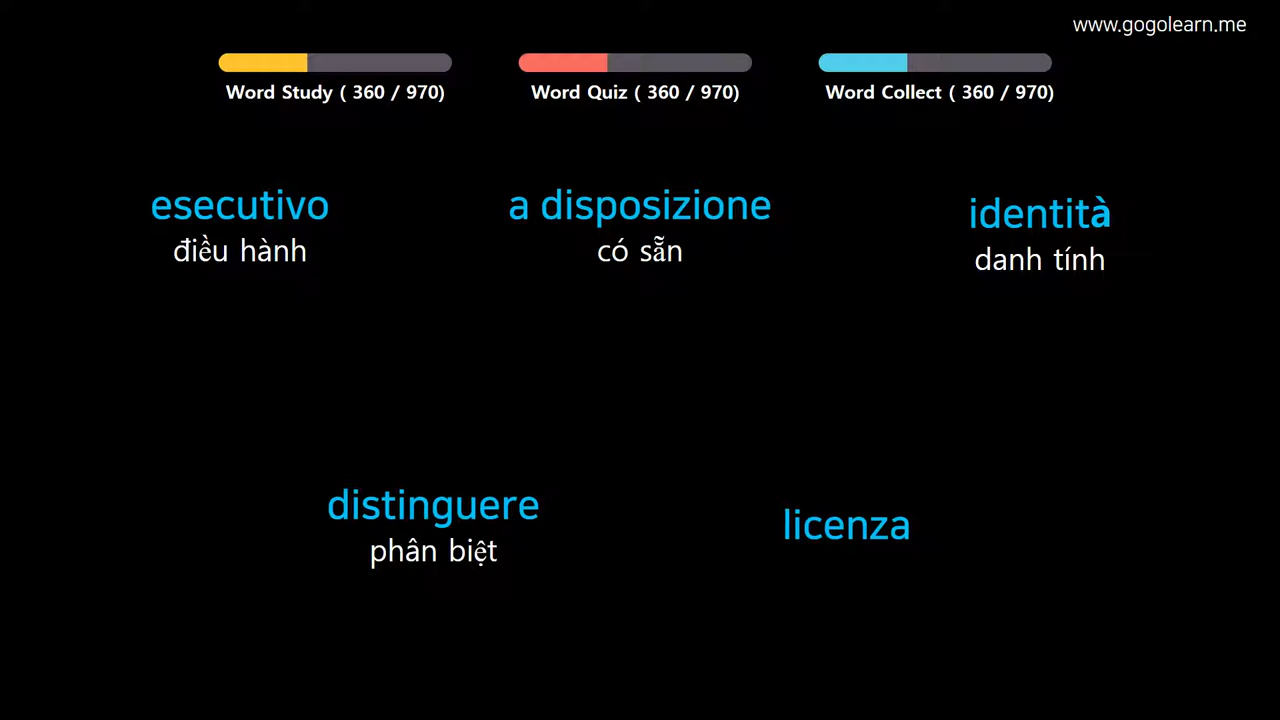 www.gogolearn.me
Word Study ( 360 / 970)
Word Quiz ( 360 / 970)
Word Collect ( 360 / 970)
esecutivo
điều hành
a disposizione
có sẵn
identità
danh tính
distinguere
phân biệt
licenza